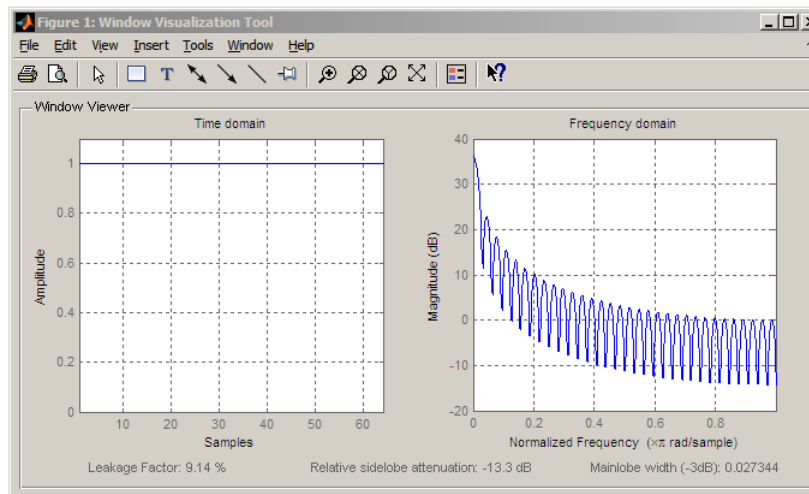 Figure 1: Window Visualization Tool
File Edit View Insert Tools Window Help
T
Window Viewer
Time domain
1
0.8
0.6
0.4
0.2
0
10 20 30 40 50 60
Amplitude
Samples
Frequency domain
40
30
20
10
0
-10
-20
0 0.2 0.4 0.6 0.8
Magnitude (dB)
Normalized Frequency (×π rad/sample)
Leakage Factor: 9.14 % Relative sidelobe attenuation: -13.3 dB Mainlobe width (-3dB): 0.027344